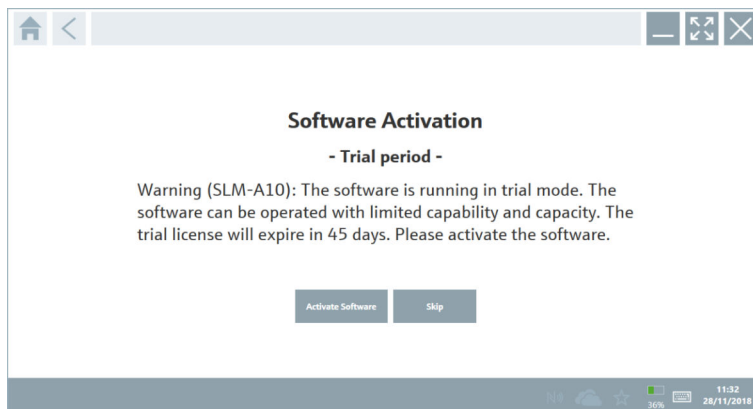 Software Activation
- Trial period -
Warning (SLM-A10): The software is running in trial mode. The
software can be operated with limited capability and capacity. The
trial license will expire in 45 days. Please activate the software.
Activate Software
Skip
36%
11:32
28/11/2018